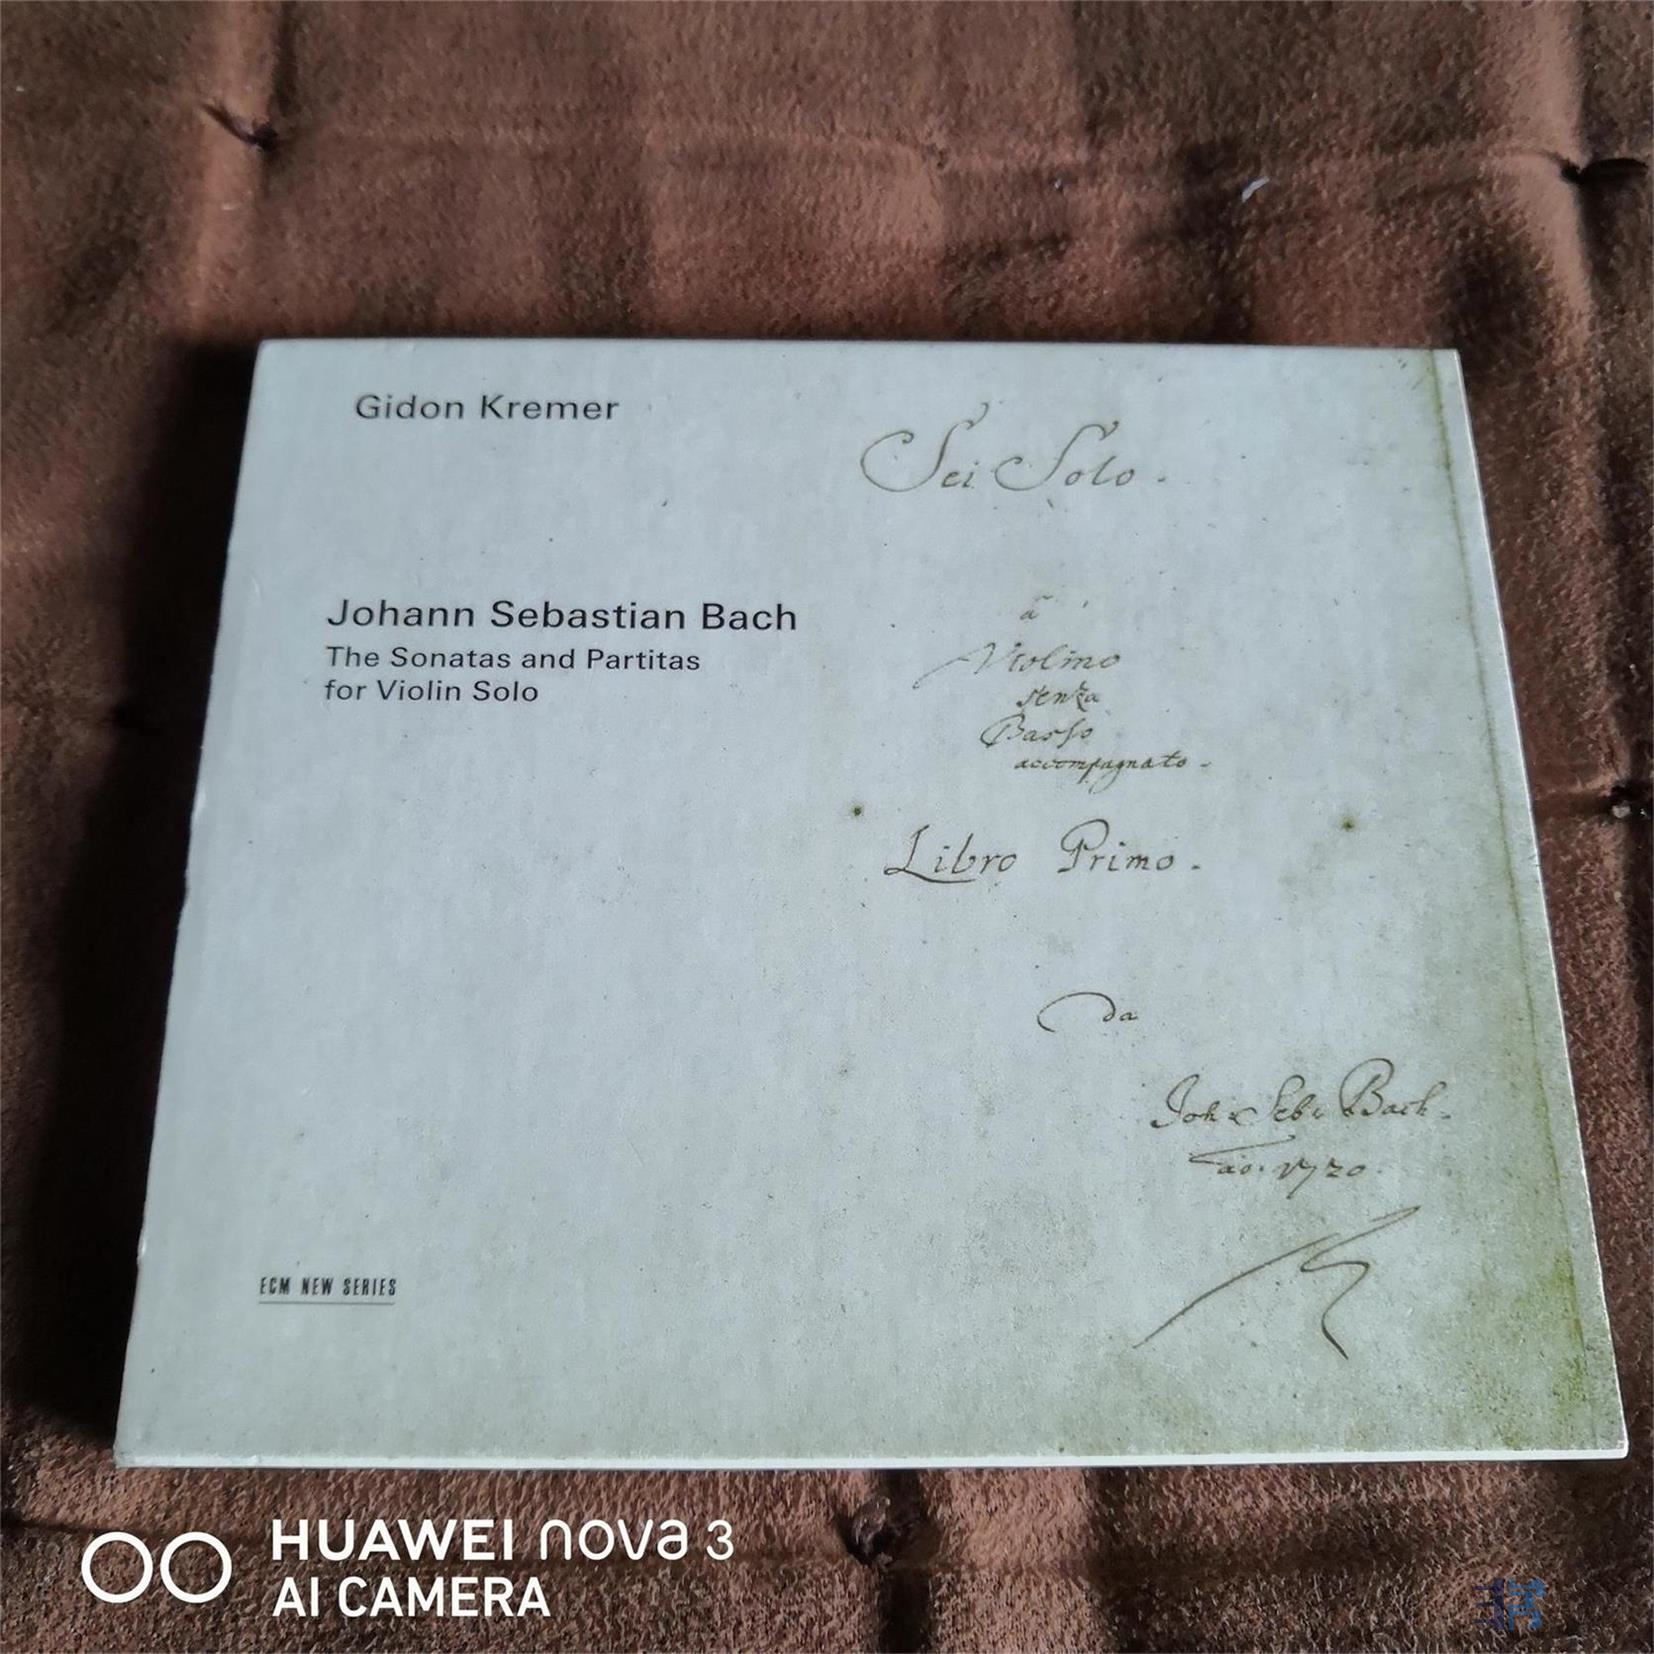 Gidon Kremer
Sei Solo.
Johann Sebastian Bach
The Sonatas and Partitas
for Violin Solo
â
Violino
senza
Basso
accompagnato.
Libro Primo.
da
Joh. Seb. Bach.
ao. 1720.
ECM NEW SERIES
HUAWEI nova 3
AI CAMERA